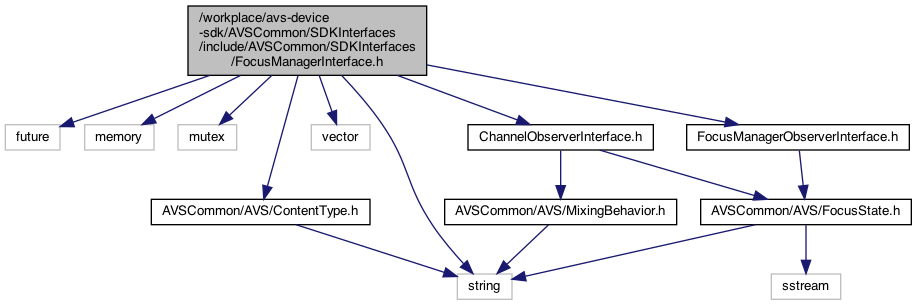 /workplace/avs-device
-sdk/AVSCommon/SDKInterfaces
/include/AVSCommon/SDKInterfaces
/FocusManagerInterface.h
future
memory
mutex
vector
ChannelObserverInterface.h
FocusManagerObserverInterface.h
AVSCommon/AVS/ContentType.h
AVSCommon/AVS/MixingBehavior.h
AVSCommon/AVS/FocusState.h
string
sstream